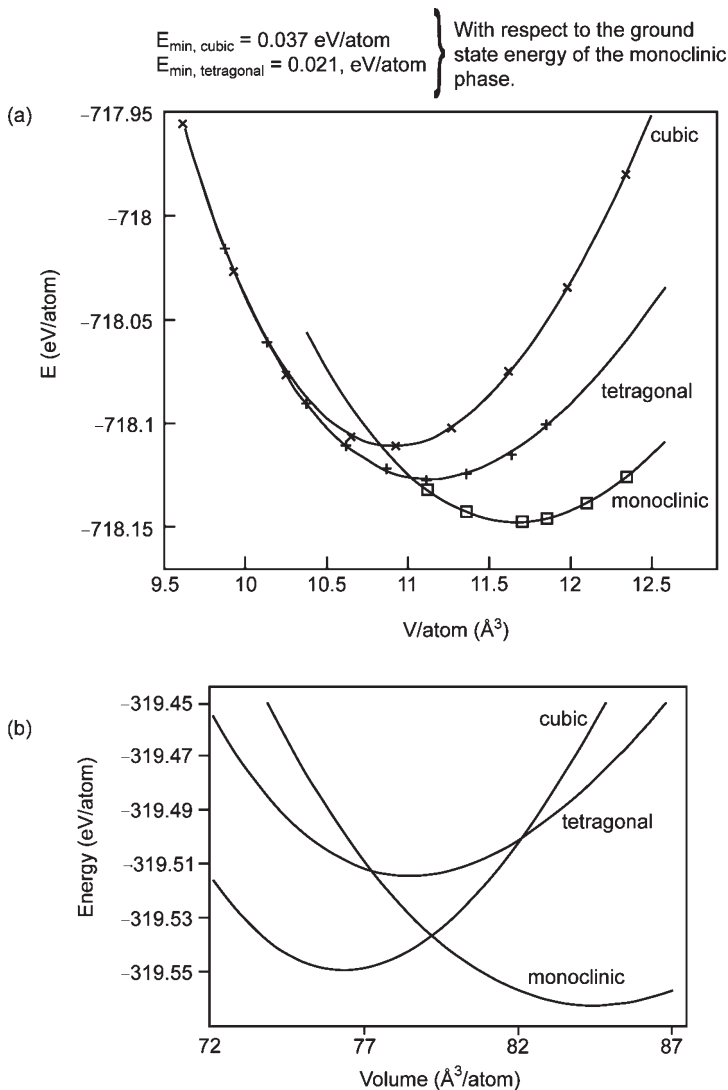 E_min, cubic = 0.037 eV/atom
E_min, tetragonal = 0.021, eV/atom
With respect to the ground
state energy of the monoclinic
phase.
(a)
−717.95
−718
−718.05
−718.1
−718.15
E (eV/atom)
cubic
tetragonal
monoclinic
9.5 10 10.5 11 11.5 12 12.5
V/atom (Å³)
(b)
−319.45
−319.47
−319.49
−319.51
−319.53
−319.55
Energy (eV/atom)
cubic
tetragonal
monoclinic
72 77 82 87
Volume (Å³/atom)